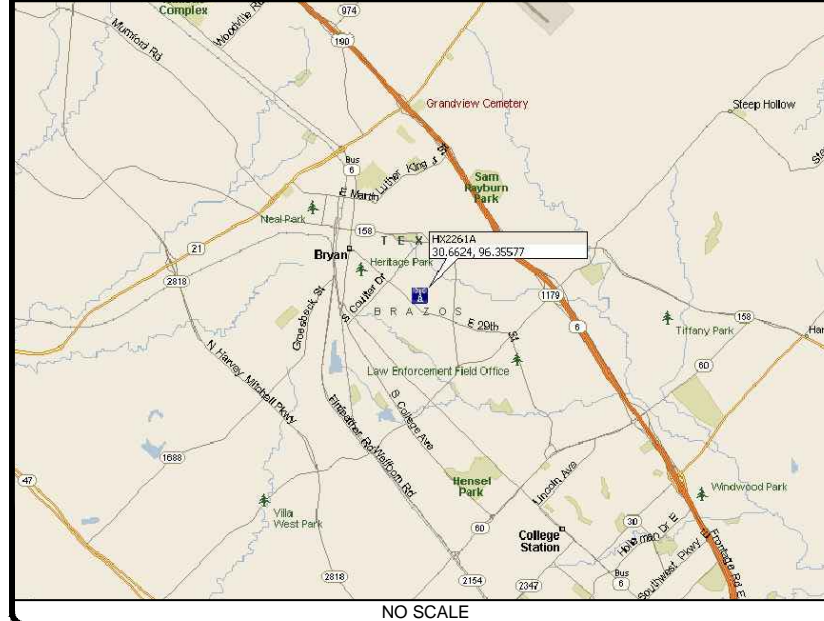 Complex
Woodville Rd
974
Mumford Rd
190
Grandview Cemetery
Steep Hollow
Bus
6
E Martin Luther King Jr St
Sam
Rayburn
Park
Neal Park
158
T E X
HX2261A
30.6624, 96.35577
21
Bryan
Heritage Park
2818
1179
S Coulter Dr
B R A Z O S
6
158
E 29th St
Tiffany Park
Groesbeck St
Law Enforcement Field Office
60
N Harvey Mitchell Pkwy
S College Ave
Finfeather Rd
Wellborn Rd
1688
47
Hensel
Park
Lincoln Ave
Windwood Park
Villa
West Park
60
30
College
Station
Holleman Dr E
Southwest Pkwy
Frontage Rd E
2818
2154
2347
Bus
6
NO SCALE